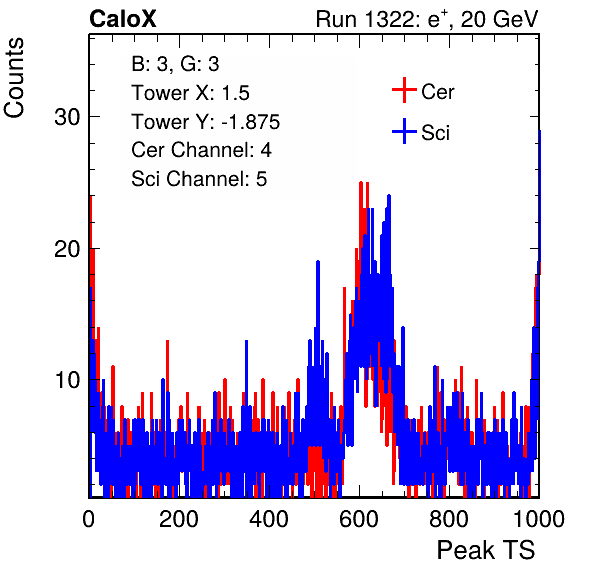 CaloX Run 1322: e+, 20 GeV
Counts
B: 3, G: 3
Tower X: 1.5
Tower Y: -1.875
Cer Channel: 4
Sci Channel: 5
Cer
Sci
30
20
10
0 200 400 600 800 1000
Peak TS